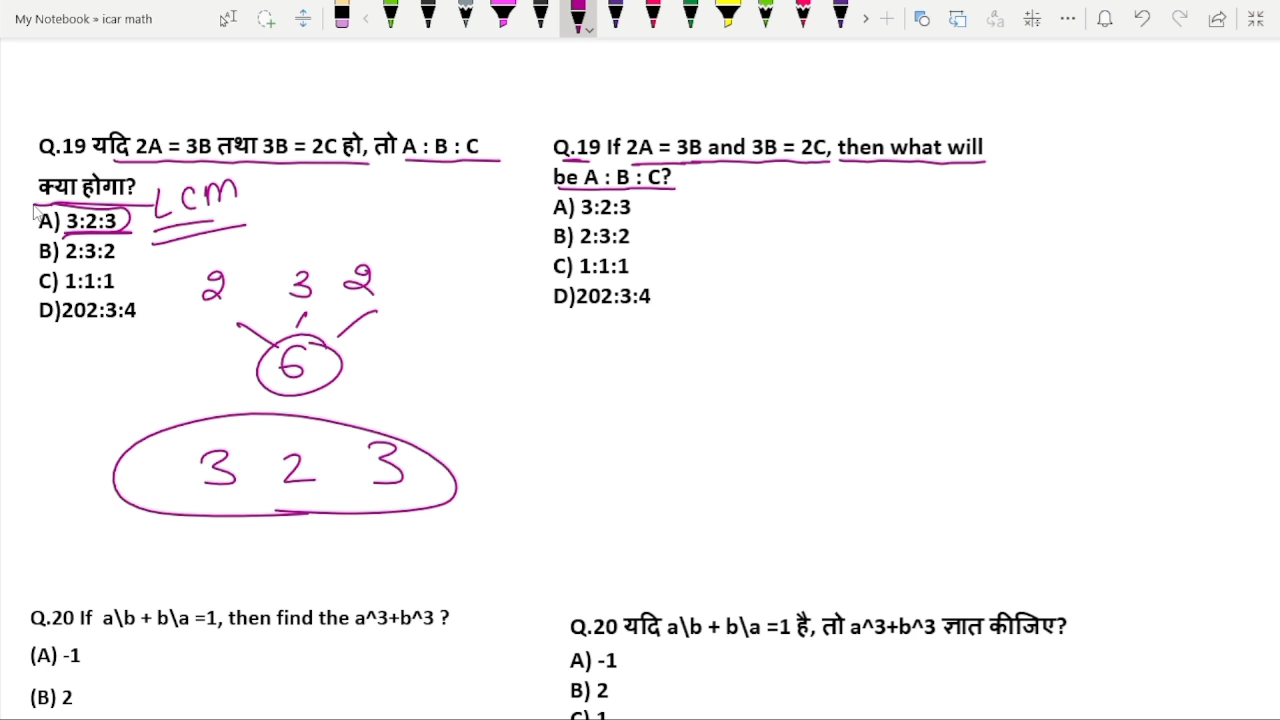 My Notebook » icar math
Q.19 यदि 2A = 3B तथा 3B = 2C हो, तो A : B : C
क्या होगा?
A) 3:2:3
B) 2:3:2
C) 1:1:1
D)202:3:4
LCM
2 3 2
6
3 2 3
Q.19 If 2A = 3B and 3B = 2C, then what will
be A : B : C?
A) 3:2:3
B) 2:3:2
C) 1:1:1
D)202:3:4
Q.20 If a\b + b\a =1, then find the a^3+b^3 ?
(A) -1
(B) 2
Q.20 यदि a\b + b\a =1 है, तो a^3+b^3 ज्ञात कीजिए?
A) -1
B) 2
C) 1